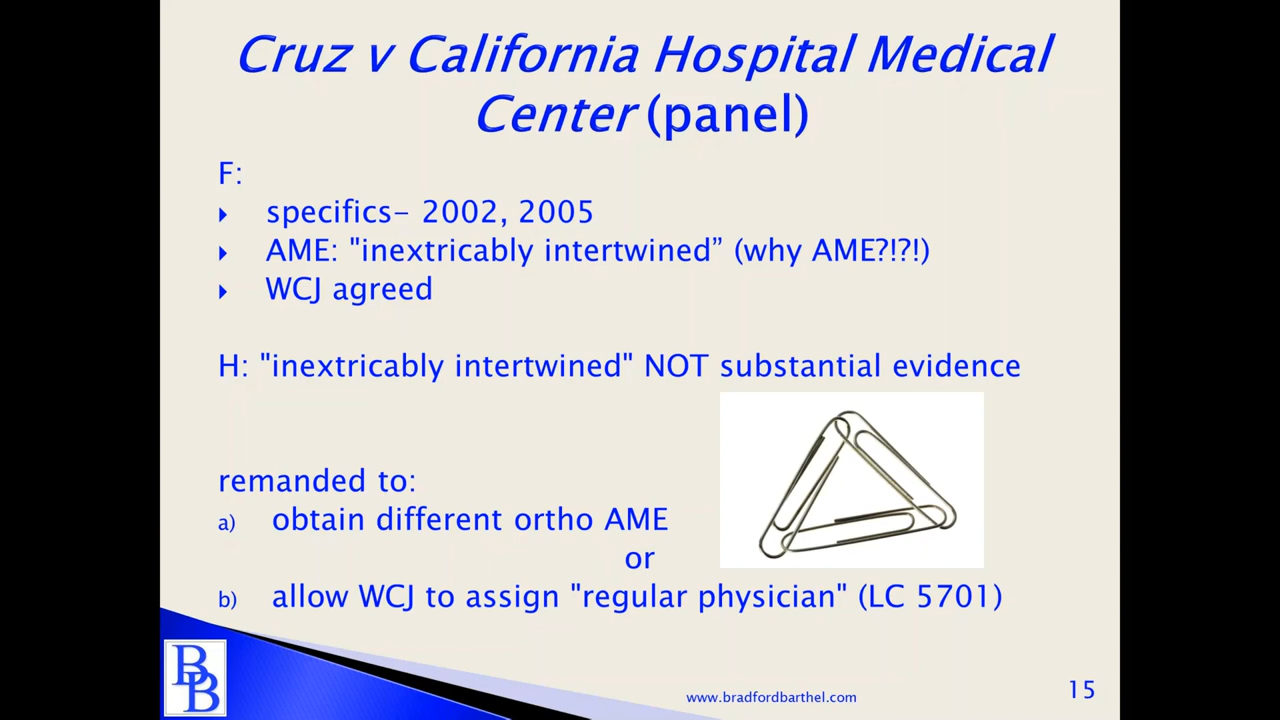 Cruz v California Hospital Medical
Center (panel)
F:
specifics– 2002, 2005
AME: "inextricably intertwined” (why AME?!?!)
WCJ agreed
H: "inextricably intertwined" NOT substantial evidence
remanded to:
a) obtain different ortho AME
or
b) allow WCJ to assign "regular physician" (LC 5701)
BB
www.bradfordbarthel.com
15